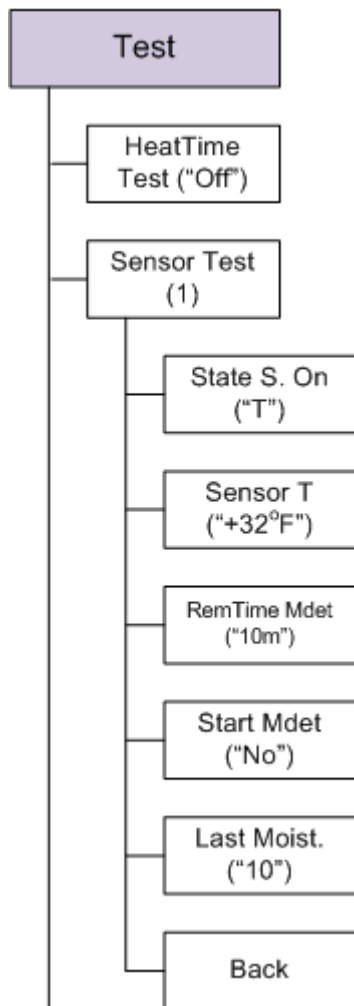 Test
HeatTime
Test (“Off”)
Sensor Test
(1)
State S. On
(“T”)
Sensor T
(“+32°F")
RemTime Mdet
(“10m”)
Start Mdet
(“No”)
Last Moist.
(“10”)
Back